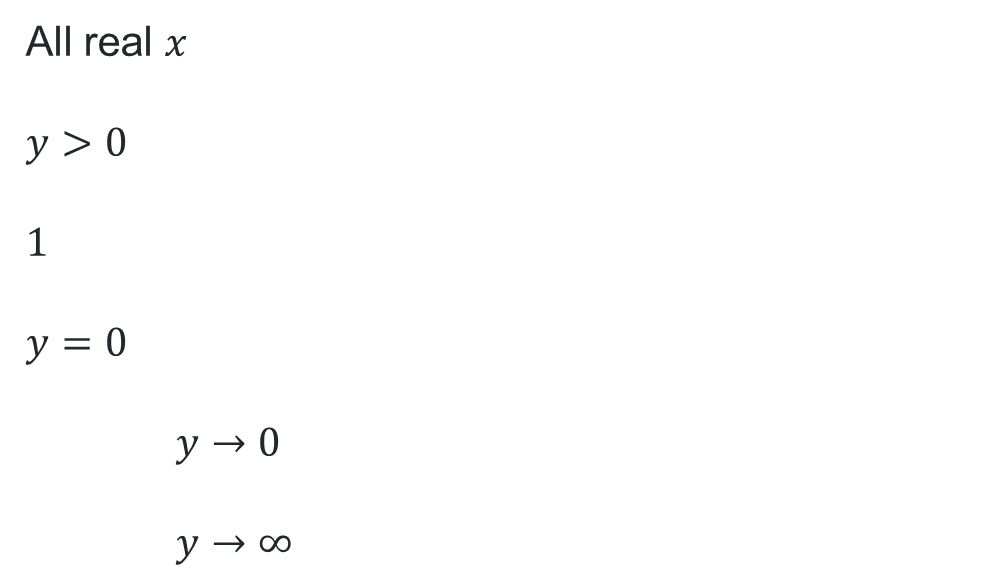 All real x
y > 0
1
y = 0
y → 0
y → ∞